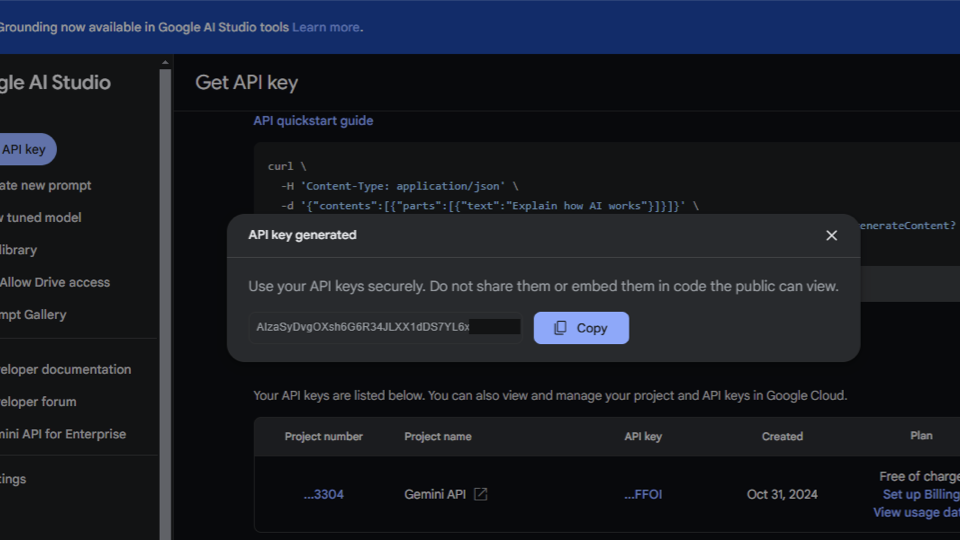 Grounding now available in Google AI Studio tools Learn more.
gle AI Studio
Get API key
API quickstart guide
API key
curl \
-H 'Content-Type: application/json' \
ate new prompt
-d '{"contents":[{"parts":[{"text":"Explain how AI works"}]}]}' \
w tuned model
enerateContent?
API key generated
library
Allow Drive access
Use your API keys securely. Do not share them or embed them in code the public can view.
mpt Gallery
AIzaSyDvgOXsh6G6R34JLXX1dDS7YL6x
Copy
eloper documentation
Your API keys are listed below. You can also view and manage your project and API keys in Google Cloud.
eloper forum
mini API for Enterprise
Project number Project name API key Created Plan
tings
Free of charge
...3304 Gemini API ...FFOI Oct 31, 2024 Set up Billing
View usage dat